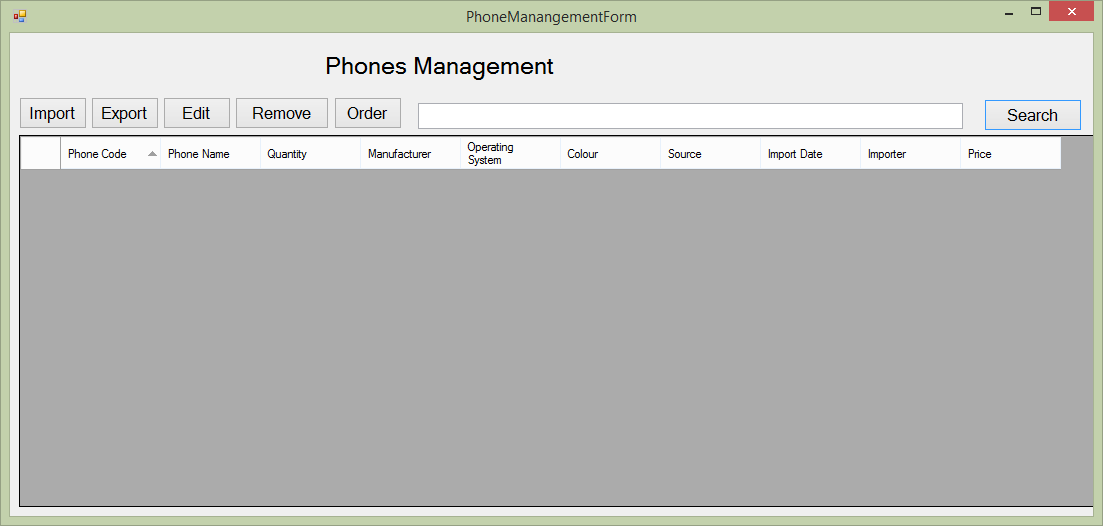 PhoneManangementForm
Phones Management
Import Export Edit Remove Order Search
Phone Code Phone Name Quantity Manufacturer Operating System Colour Source Import Date Importer Price